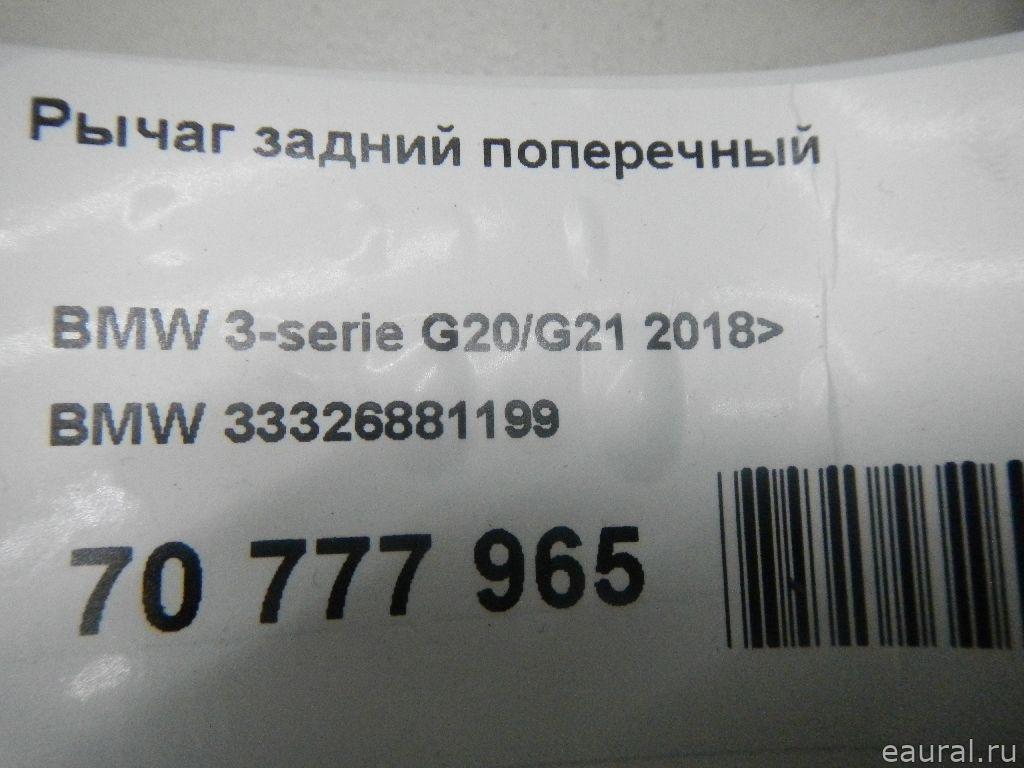 Рычаг задний поперечный
BMW 3-serie G20/G21 2018>
BMW 33326881199
70 777 965
eaural.ru